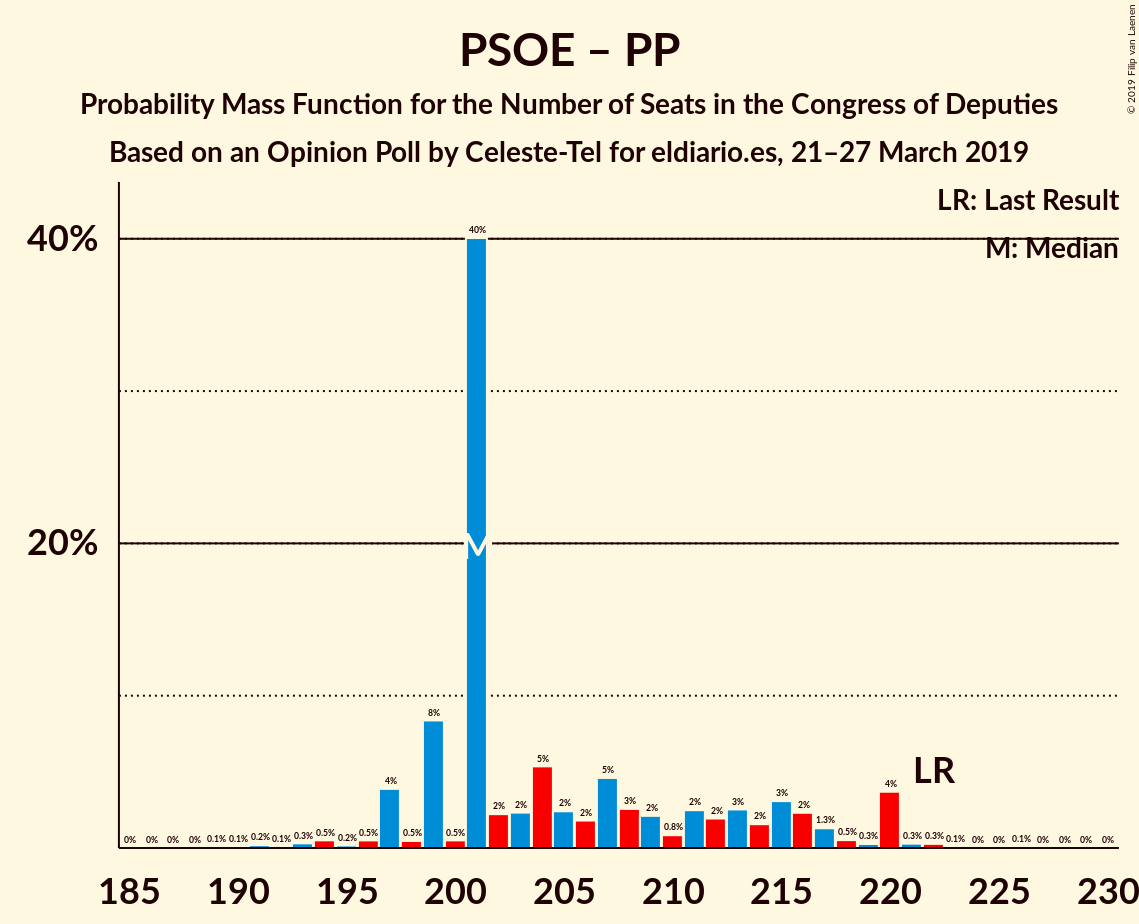 PSOE – PP
Probability Mass Function for the Number of Seats in the Congress of Deputies
Based on an Opinion Poll by Celeste-Tel for eldiario.es, 21–27 March 2019
© 2019 Filip van Laenen
LR: Last Result
M: Median
40%
20%
0% 0% 0% 0% 0.1% 0.1% 0.2% 0.1% 0.3% 0.5% 0.2% 0.5% 4% 0.5% 8% 0.5% 40% 2% 2% 5% 2% 2% 5% 3% 2% 0.8% 2% 2% 3% 2% 3% 2% 1.3% 0.5% 0.3% 4% 0.3% 0.3% 0.1% 0% 0% 0.1% 0% 0% 0% 0%
M
LR
185 190 195 200 205 210 215 220 225 230